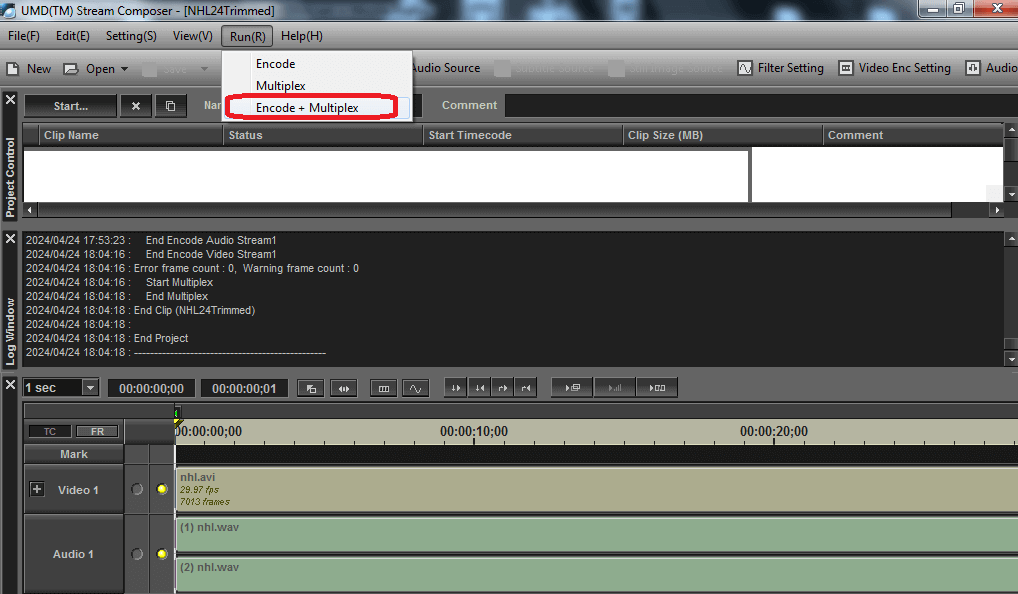 UMD(TM) Stream Composer - [NHL24Trimmed]
File(F) Edit(E) Setting(S) View(V) Run(R) Help(H)
Encode
Multiplex
Encode + Multiplex
New Open Save Audio Source Subtitle Source Still Image Source Filter Setting Video Enc Setting Audio
Start... Nam Comment
Clip Name Status Start Timecode Clip Size (MB) Comment
Project Control
2024/04/24 17:53:23 : End Encode Audio Stream1
2024/04/24 18:04:16 : End Encode Video Stream1
2024/04/24 18:04:16 : Error frame count : 0, Warning frame count : 0
2024/04/24 18:04:16 : Start Multiplex
2024/04/24 18:04:18 : End Multiplex
2024/04/24 18:04:18 : End Clip (NHL24Trimmed)
2024/04/24 18:04:18 :
2024/04/24 18:04:18 : End Project
2024/04/24 18:04:18 : ------------------------------------------------
Log Window
1 sec 00:00:00;00 00:00:00;01
TC FR 00:00:00;00 00:00:10;00 00:00:20;00
Mark
Video 1
nhl.avi
29.97 fps
7013 frames
Audio 1
(1) nhl.wav
(2) nhl.wav